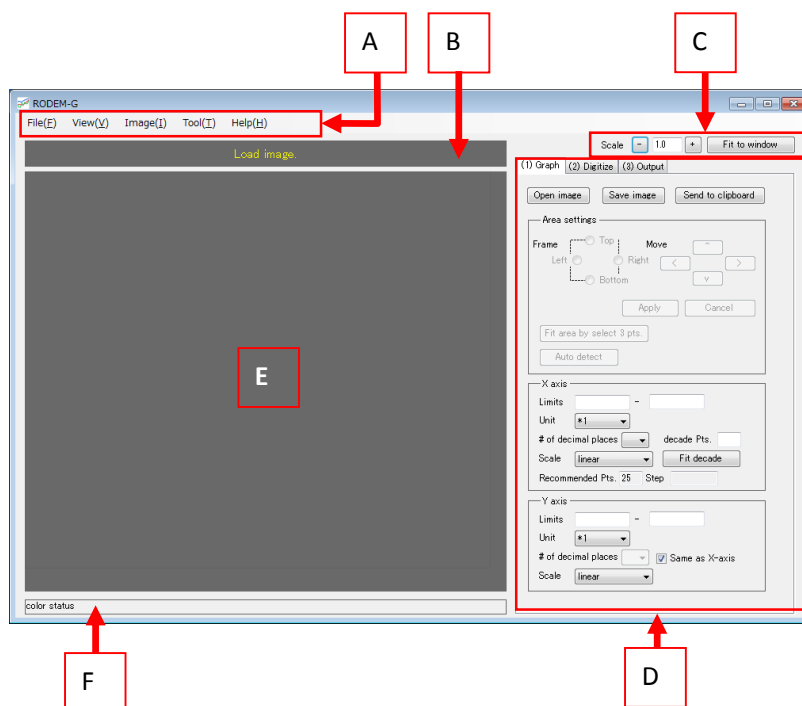 A B C
RODEM-G
File(F) View(V) Image(I) Tool(T) Help(H)
Scale - 1.0 + Fit to window
Load image.
(1) Graph (2) Digitize (3) Output
Open image Save image Send to clipboard
Area settings
Frame Top Move ^
Left Right < >
Bottom v
Apply Cancel
Fit area by select 3 pts.
Auto detect
E
X axis
Limits -
Unit *1
# of decimal places decade Pts.
Scale linear Fit decade
Recommended Pts. 25 Step
Y axis
Limits -
Unit *1
# of decimal places Same as X-axis
Scale linear
color status
F D